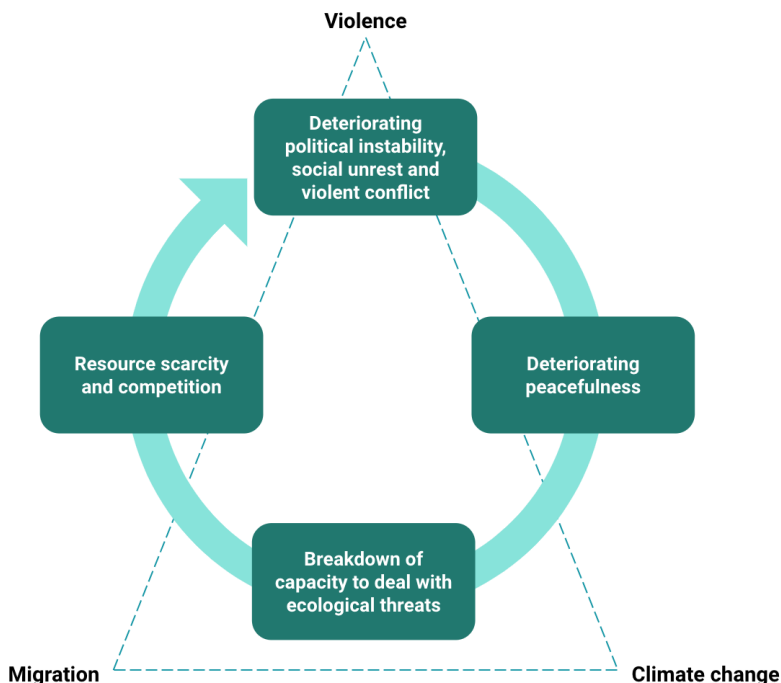 Violence
Deteriorating
political instability,
social unrest and
violent conflict
Resource scarcity
and competition
Deteriorating
peacefulness
Breakdown of
capacity to deal with
ecological threats
Migration
Climate change